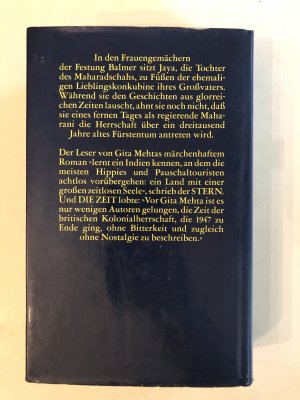 In den Frauengemächern
der Festung Balmer sitzt Jaya, die Tochter
des Maharadschahs, zu Füßen der ehemali-
gen Lieblingskonkubine ihres Großvaters.
Während sie den Geschichten aus glorrei-
chen Zeiten lauscht, ahnt sie noch nicht, daß
sie eines fernen Tages als regierende Maha-
rani die Herrschaft über ein dreitausend
Jahre altes Fürstentum antreten wird.
Der Leser von Gita Mehtas märchenhaftem
Roman »lernt ein Indien kennen, an dem die
meisten Hippies und Pauschaltouristen
achtlos vorübergehen: ein Land mit einer
großen zeitlosen Seele«, schrieb der STERN.
Und DIE ZEIT lobte: »Vor Gita Mehta ist es
nur wenigen Autoren gelungen, die Zeit der
britischen Kolonialherrschaft, die 1947 zu
Ende ging, ohne Bitterkeit und zugleich
ohne Nostalgie zu beschreiben.«